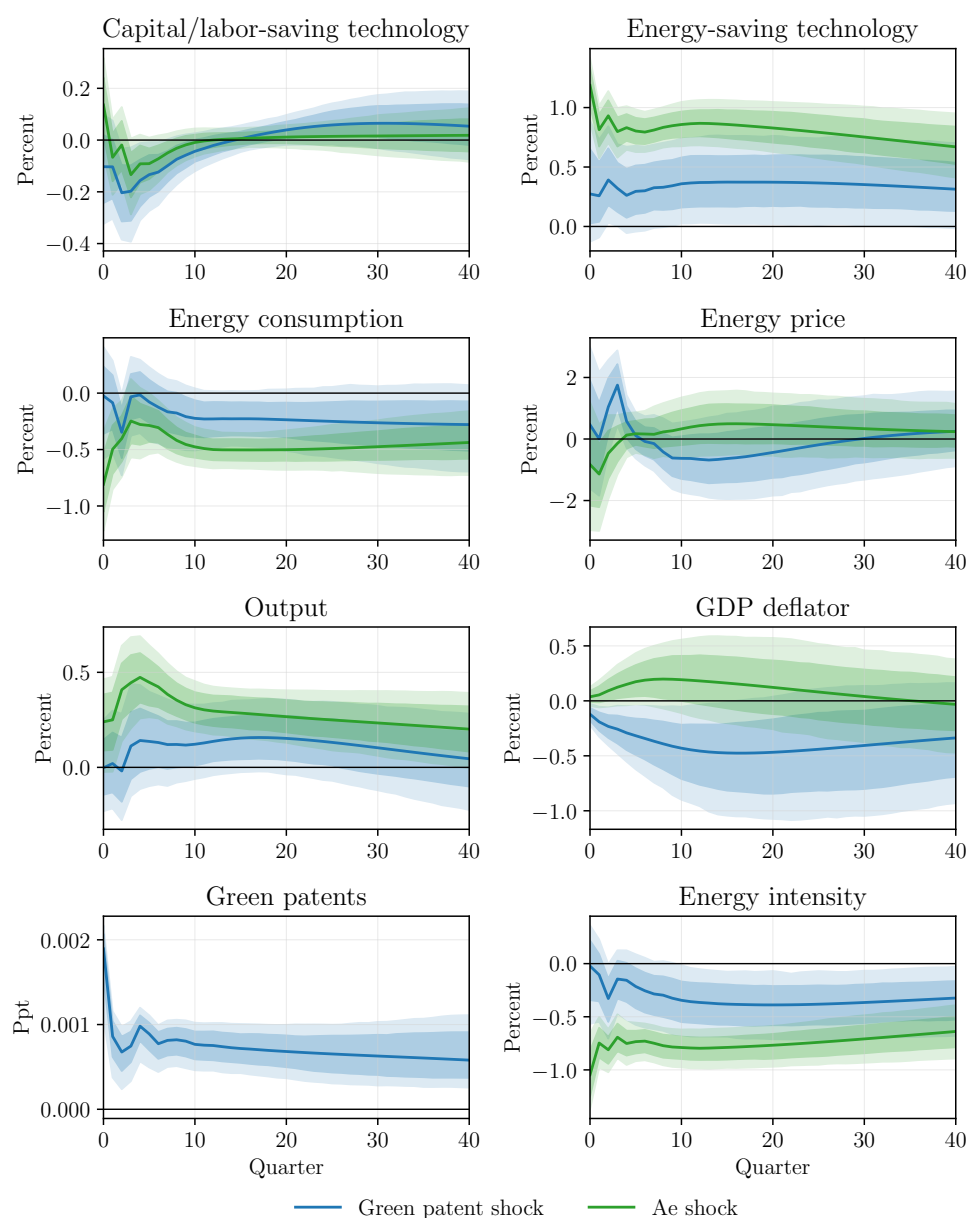 Capital/labor-saving technology
Percent
0.2
0.0
−0.2
−0.4
0 10 20 30 40
Energy-saving technology
Percent
1.0
0.5
0.0
0 10 20 30 40
Energy consumption
Percent
0.0
−0.5
−1.0
0 10 20 30 40
Energy price
Percent
2
0
−2
0 10 20 30 40
Output
Percent
0.5
0.0
0 10 20 30 40
GDP deflator
Percent
0.5
0.0
−0.5
−1.0
0 10 20 30 40
Green patents
Ppt
0.002
0.001
0.000
0 10 20 30 40
Quarter
Energy intensity
Percent
0.0
−0.5
−1.0
0 10 20 30 40
Quarter
Green patent shock
Ae shock